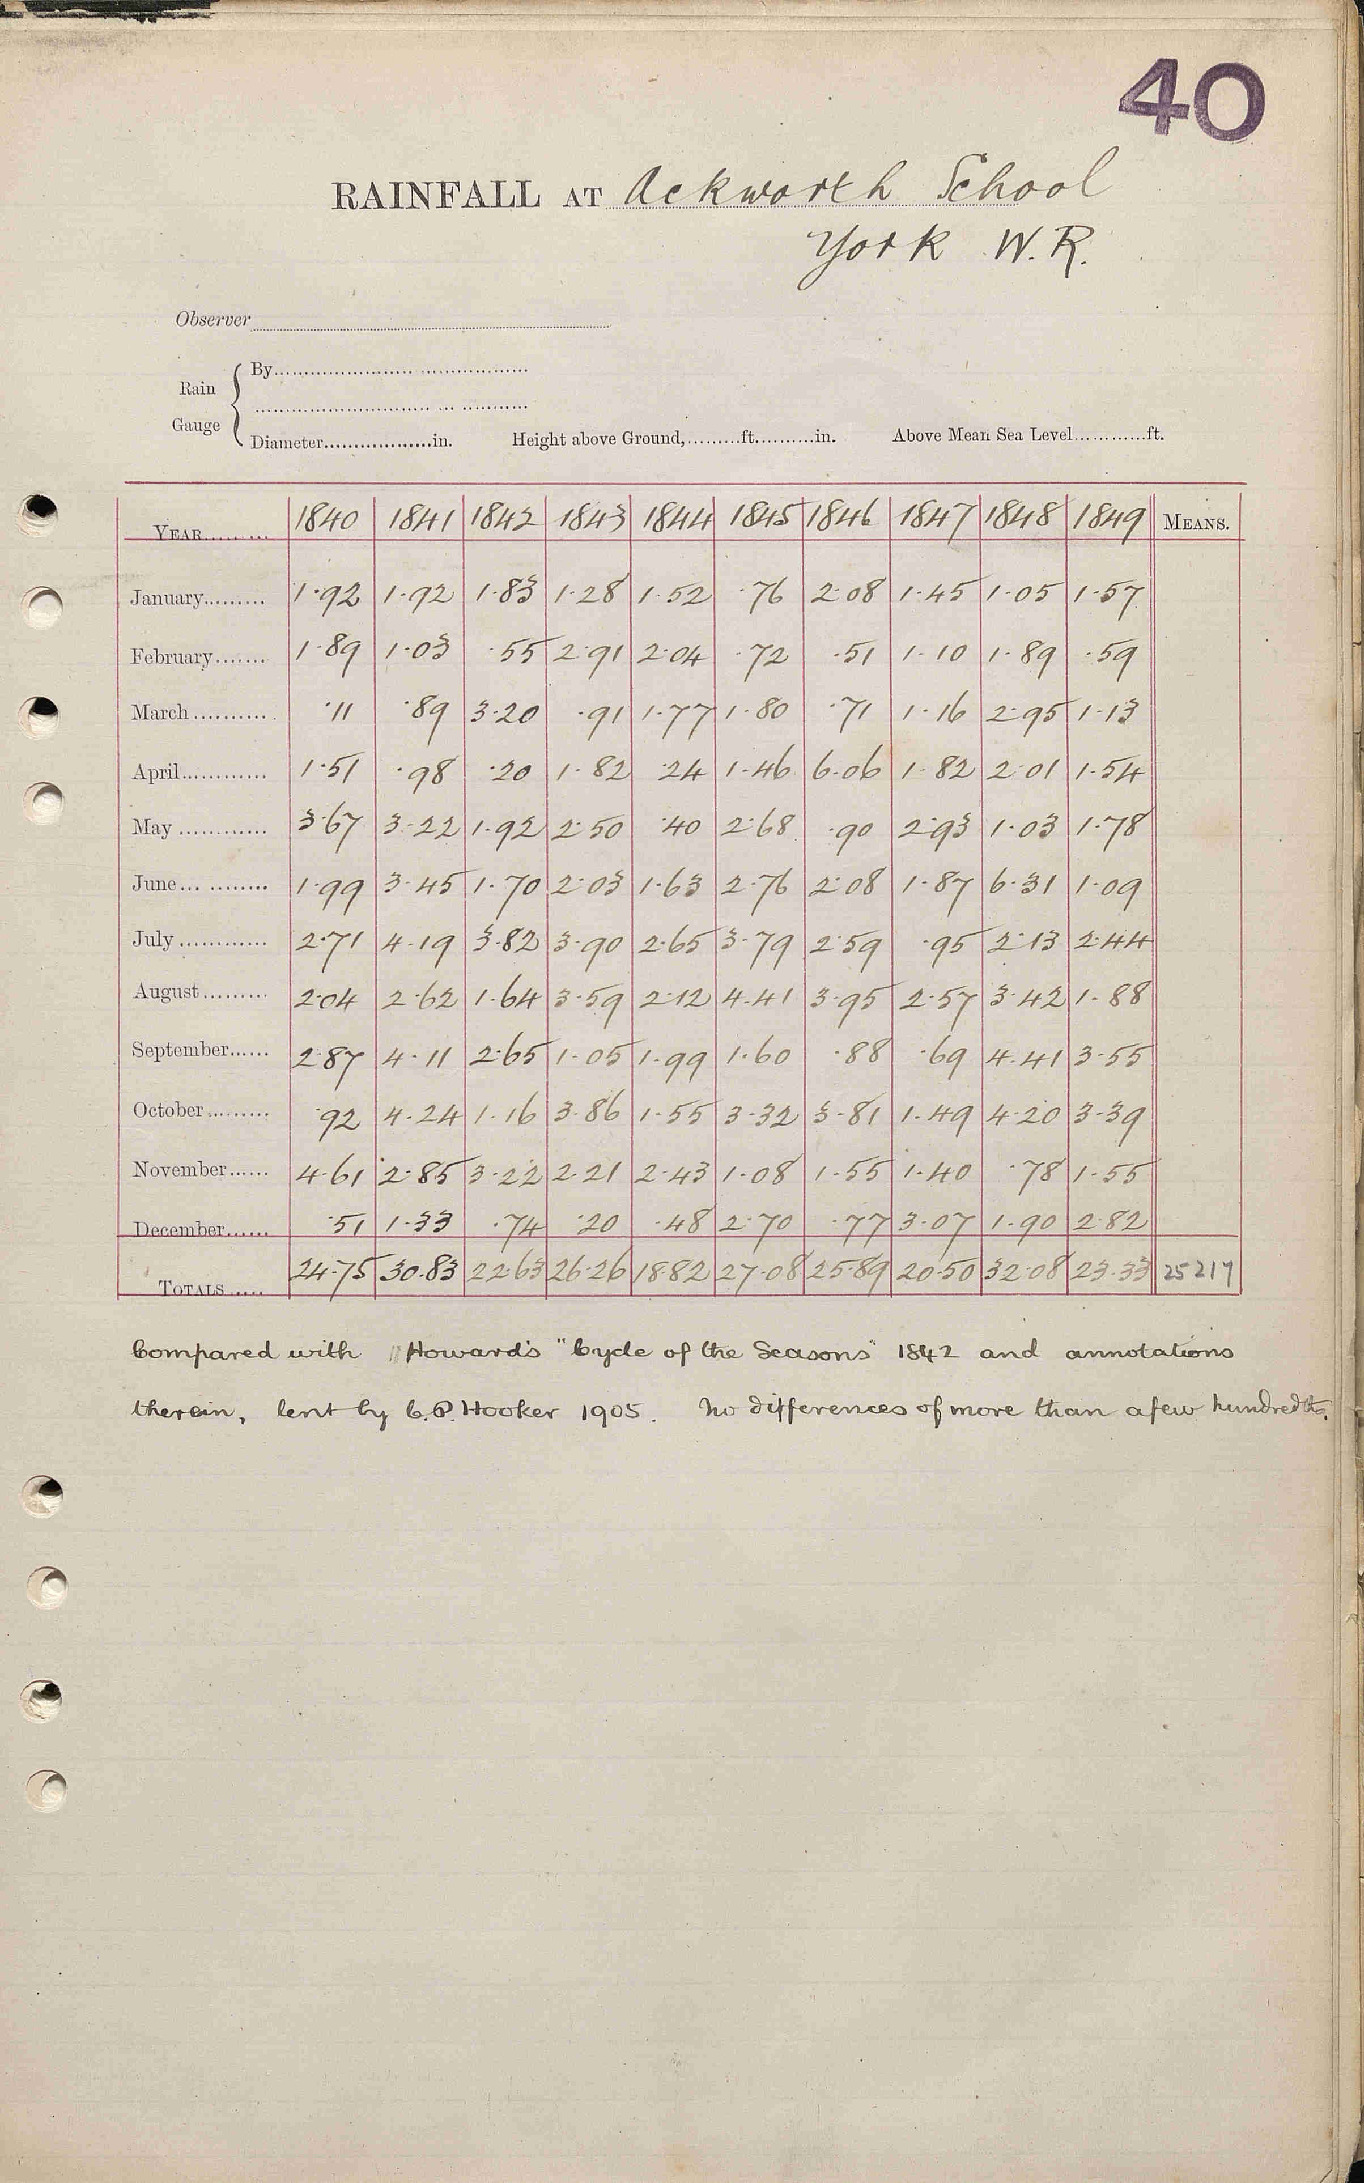 40
RAINFALL AT Ackworth School
York W.R.
Observer
Rain Gauge
By
Diameter in. Height above Ground, ft. in. Above Mean Sea Level ft.
YEAR 1840 1841 1842 1843 1844 1845 1846 1847 1848 1849 MEANS.
January 1.92 1.92 1.83 1.28 1.52 .76 2.08 1.45 1.05 1.57
February 1.89 1.03 .55 2.91 2.04 .72 .51 1.10 1.89 .59
March .11 .89 3.20 .91 1.77 1.80 .71 1.16 2.95 1.13
April 1.51 .98 .20 1.82 .24 1.46 6.06 1.82 2.01 1.54
May 3.67 3.22 1.92 2.50 .40 2.68 .90 2.93 1.03 1.78
June 1.99 3.45 1.70 2.03 1.63 2.76 2.08 1.87 6.31 1.09
July 2.71 4.19 3.82 3.90 2.65 3.79 2.59 .95 2.13 2.44
August 2.04 2.62 1.64 3.59 2.12 4.41 3.95 2.57 3.42 1.88
September 2.87 4.11 2.65 1.05 1.99 1.60 .88 .69 4.41 3.55
October .92 4.24 1.16 3.86 1.55 3.32 3.81 1.49 4.20 3.39
November 4.61 2.85 3.22 2.21 2.43 1.08 1.55 1.40 .78 1.55
December .51 1.33 .74 .20 .48 2.70 .77 3.07 1.90 2.82
TOTALS 24.75 30.83 22.63 26.26 18.82 27.08 25.89 20.50 32.08 23.33 25 217
Compared with Howard's "Cycle of the Seasons" 1842 and annotations
therein, lent by C.P. Hooker 1905. No differences of more than a few hundredths.